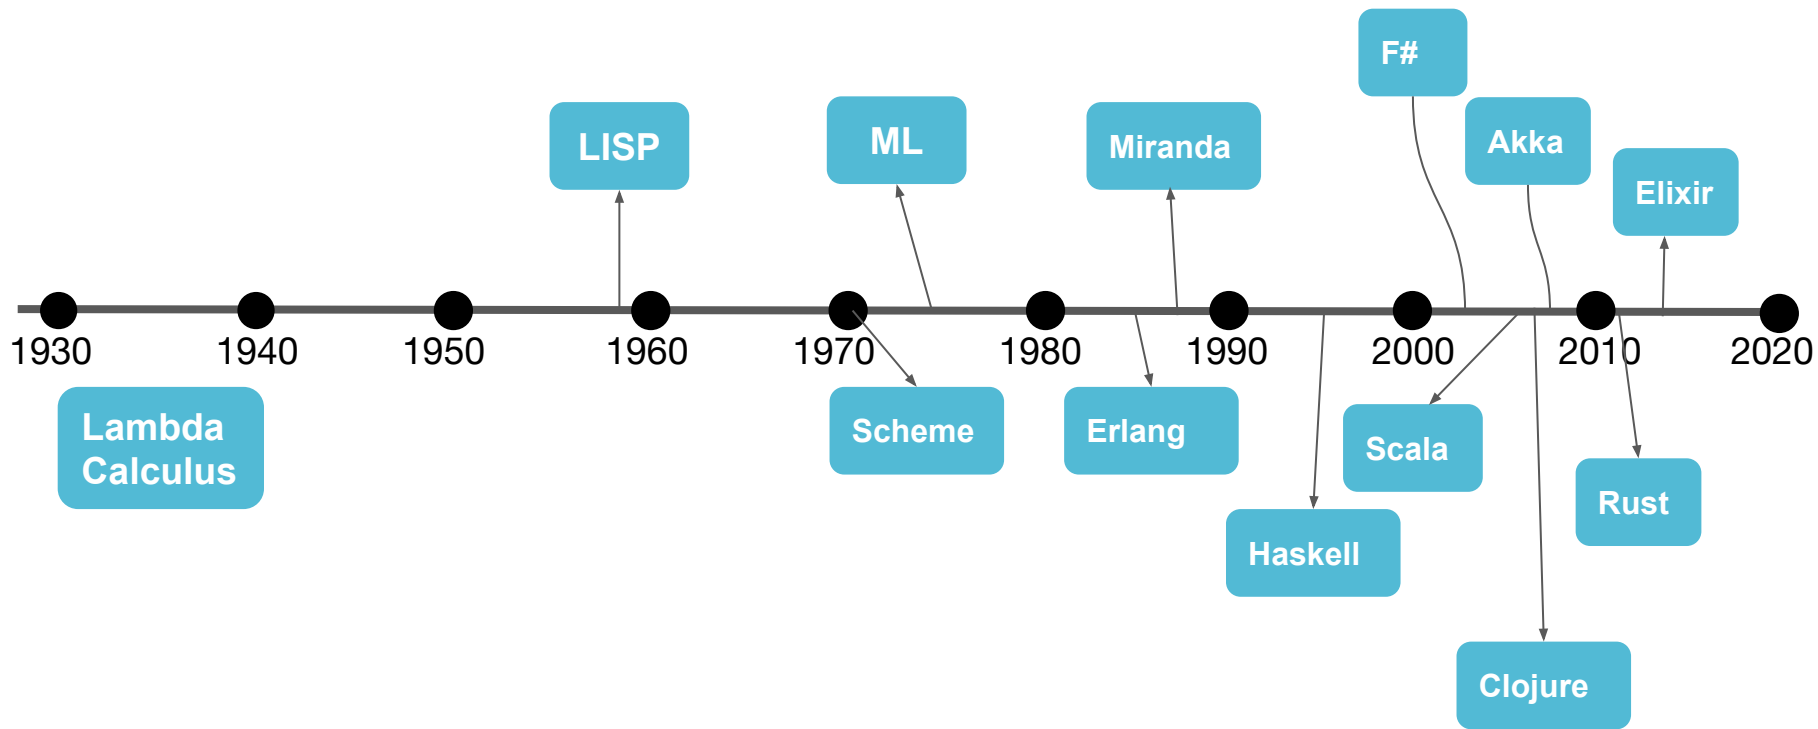 F#
LISP
ML
Miranda
Akka
Elixir
1930
1940
1950
1960
1970
1980
1990
2000
2010
2020
Lambda
Calculus
Scheme
Erlang
Scala
Haskell
Rust
Clojure